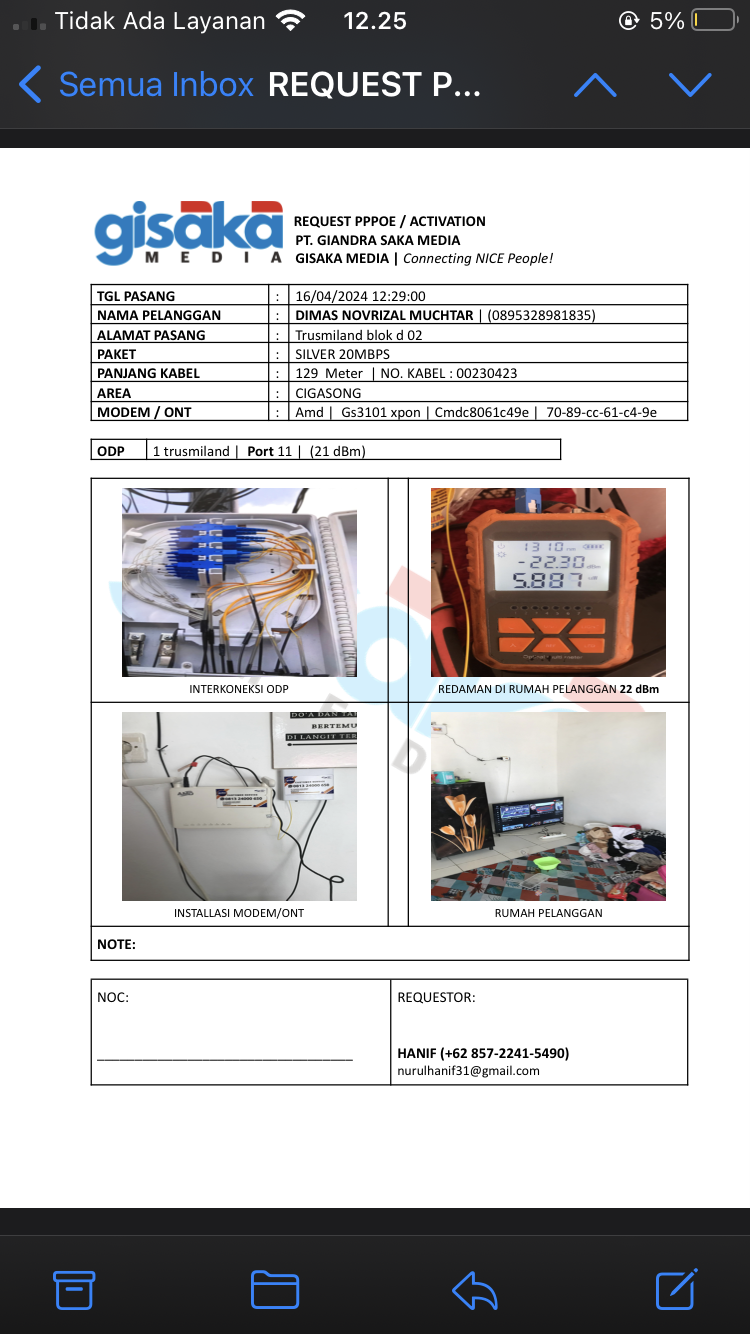 Tidak Ada Layanan 12.25 5%
Semua Inbox REQUEST P...
gisaka
MEDIA
REQUEST PPPOE / ACTIVATION
PT. GIANDRA SAKA MEDIA
GISAKA MEDIA | Connecting NICE People!
TGL PASANG : 16/04/2024 12:29:00
NAMA PELANGGAN : DIMAS NOVRIZAL MUCHTAR | (0895328981835)
ALAMAT PASANG : Trusmiland blok d 02
PAKET : SILVER 20MBPS
PANJANG KABEL : 129 Meter | NO. KABEL : 00230423
AREA : CIGASONG
MODEM / ONT : Amd | Gs3101 xpon | Cmdc8061c49e | 70-89-cc-61-c4-9e
ODP 1 trusmiland | Port 11 | (21 dBm)
1310 nm
-22.30 dBm
5.887
INTERKONEKSI ODP
REDAMAN DI RUMAH PELANGGAN 22 dBm
BERTEMU
DI LANGIT TER
INSTALLASI MODEM/ONT
RUMAH PELANGGAN
NOTE:
NOC:
REQUESTOR:
HANIF (+62 857-2241-5490)
nurulhanif31@gmail.com